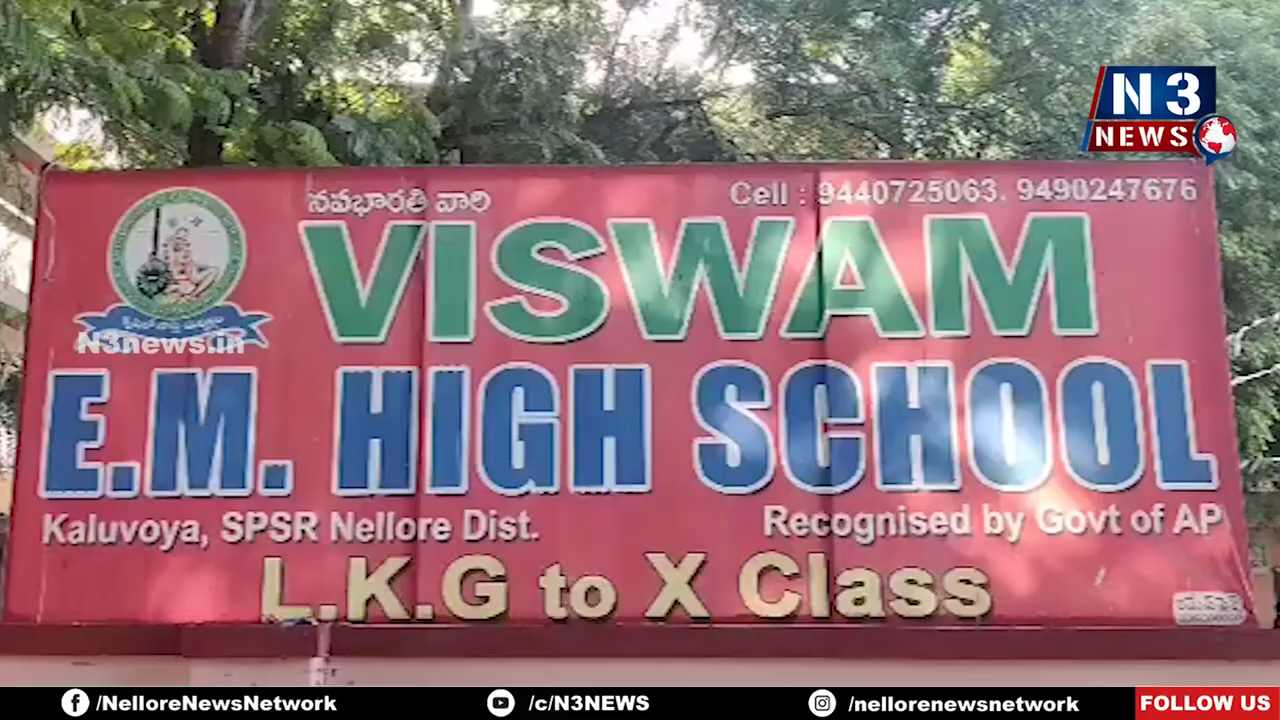 N3
NEWS
నవభారతి వారి
Cell : 9440725063. 9490247676
VISWAM
N3news.in
E.M. HIGH SCHOOL
Kaluvoya, SPSR Nellore Dist.
Recognised by Govt of AP
L.K.G to X Class
/NelloreNewsNetwork
/c/N3NEWS
/nellorenewsnetwork
FOLLOW US